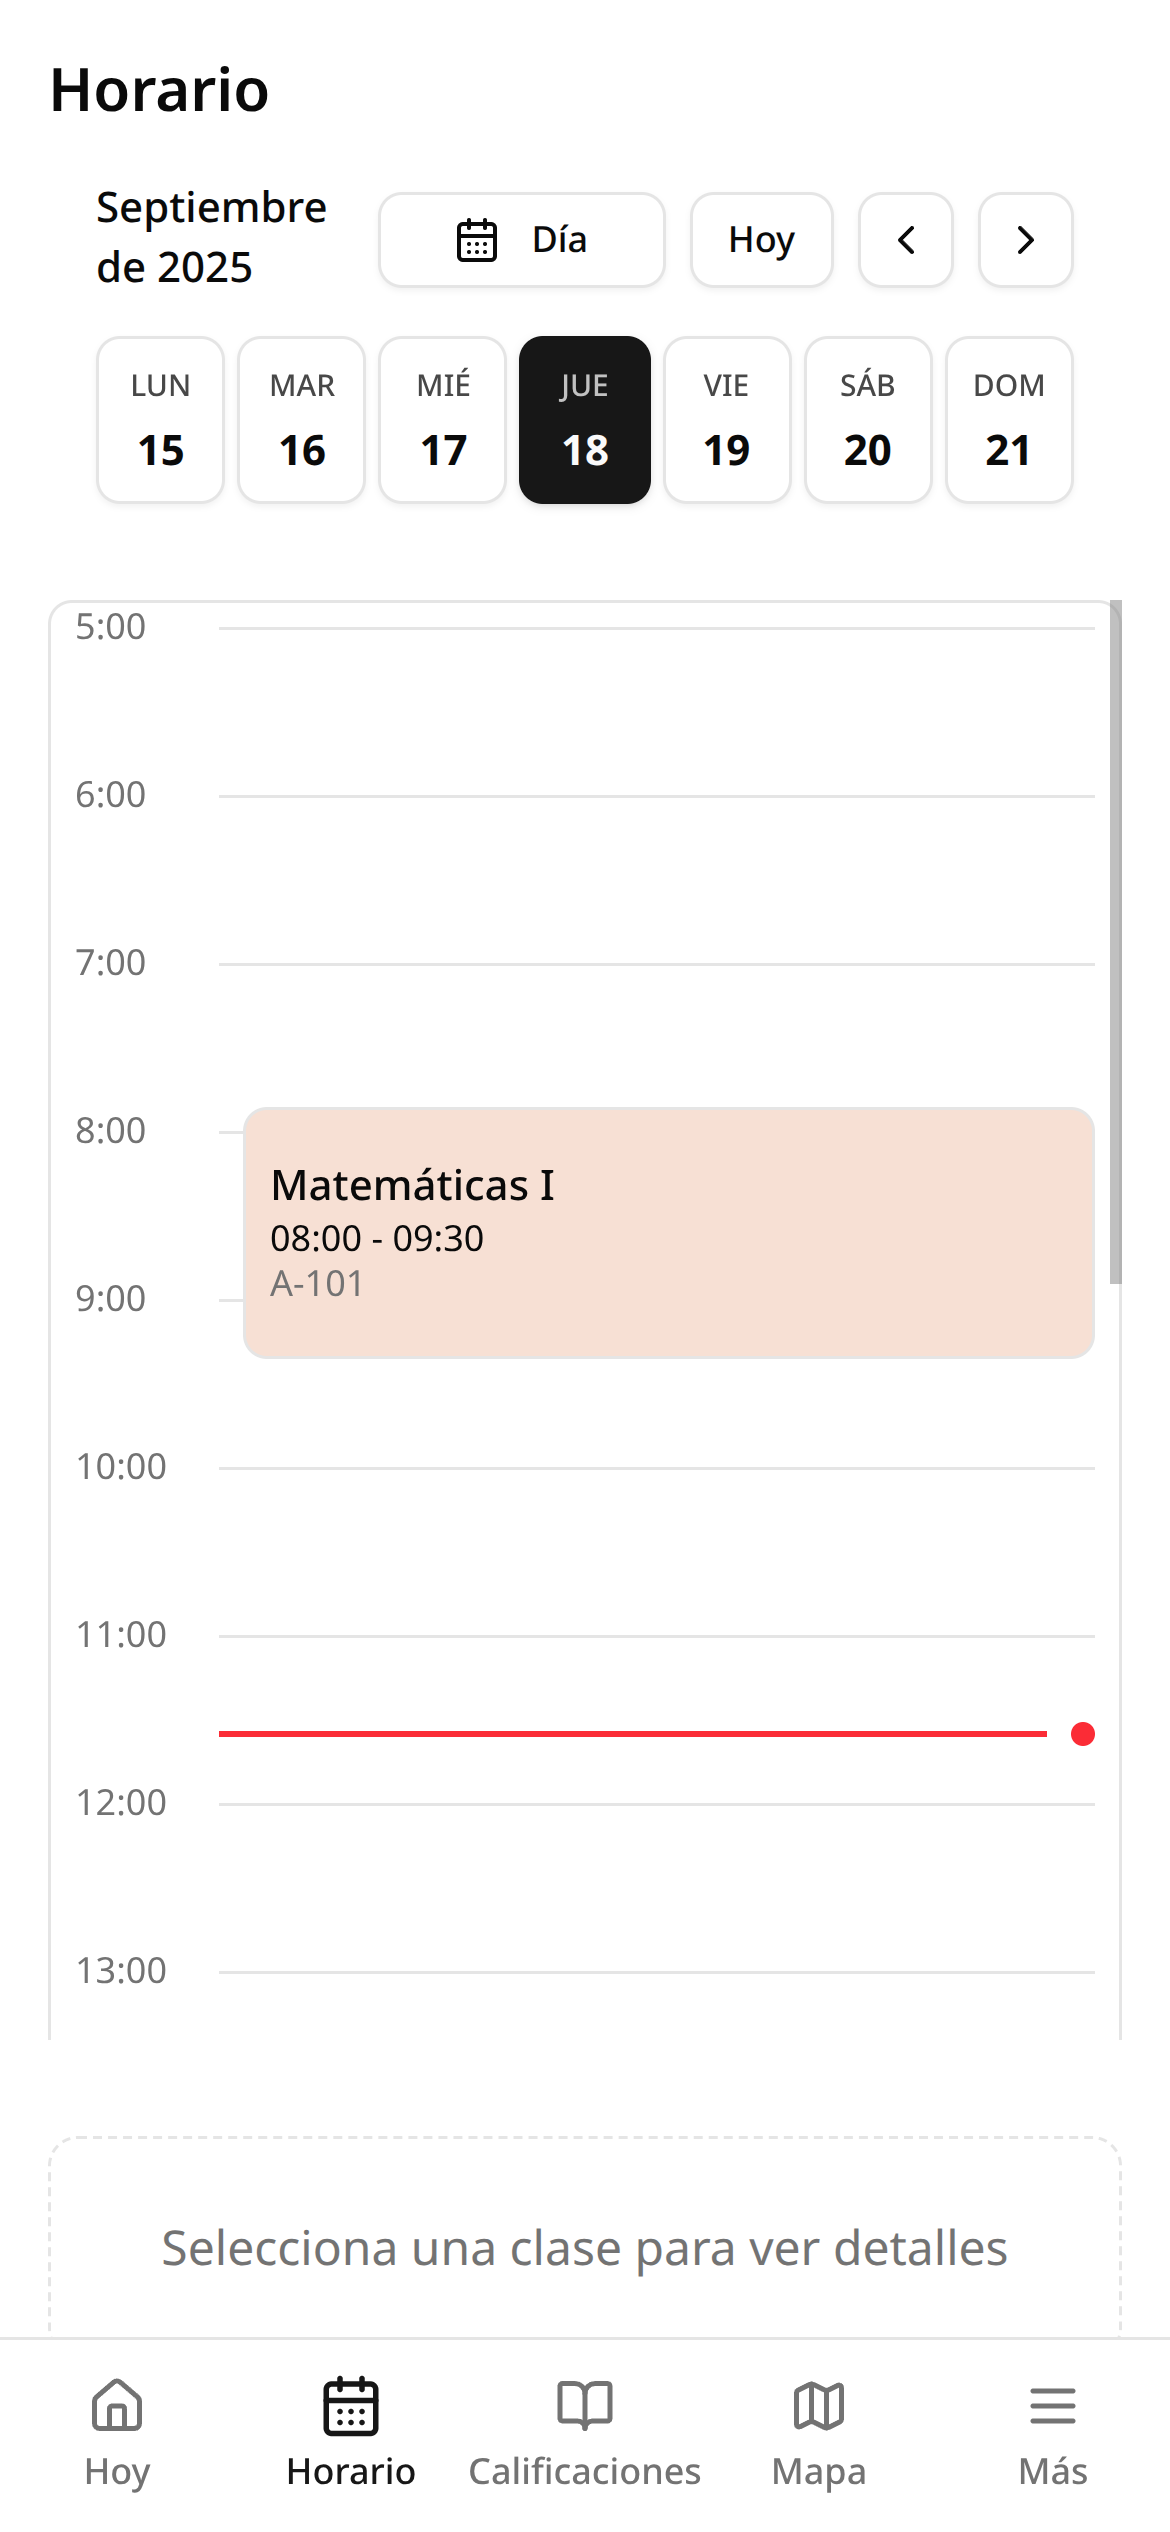 Horario
Septiembre
de 2025
Día
Hoy
LUN
MAR
MIÉ
JUE
VIE
SÁB
DOM
15
16
17
18
19
20
21
5:00
6:00
7:00
8:00
Matemáticas I
08:00 - 09:30
A-101
9:00
10:00
11:00
12:00
13:00
Selecciona una clase para ver detalles
Hoy
Horario
Calificaciones
Mapa
Más